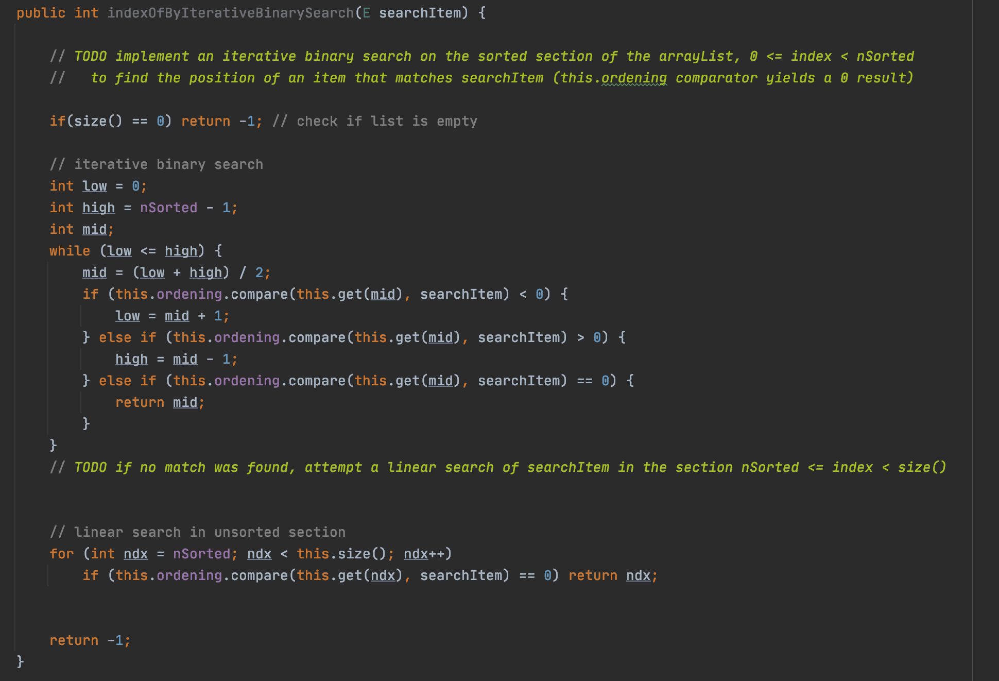 public int indexOfByIterativeBinarySearch(E searchItem) {
// TODO implement an iterative binary search on the sorted section of the arrayList, 0 <= index < nSorted
//   to find the position of an item that matches searchItem (this.ordening comparator yields a 0 result)
if(size() == 0) return -1; // check if list is empty
// iterative binary search
int low = 0;
int high = nSorted - 1;
int mid;
while (low <= high) {
mid = (low + high) / 2;
if (this.ordening.compare(this.get(mid), searchItem) < 0) {
low = mid + 1;
} else if (this.ordening.compare(this.get(mid), searchItem) > 0) {
high = mid - 1;
} else if (this.ordening.compare(this.get(mid), searchItem) == 0) {
return mid;
}
}
// TODO if no match was found, attempt a linear search of searchItem in the section nSorted <= index < size()
// linear search in unsorted section
for (int ndx = nSorted; ndx < this.size(); ndx++)
if (this.ordening.compare(this.get(ndx), searchItem) == 0) return ndx;
return -1;
}